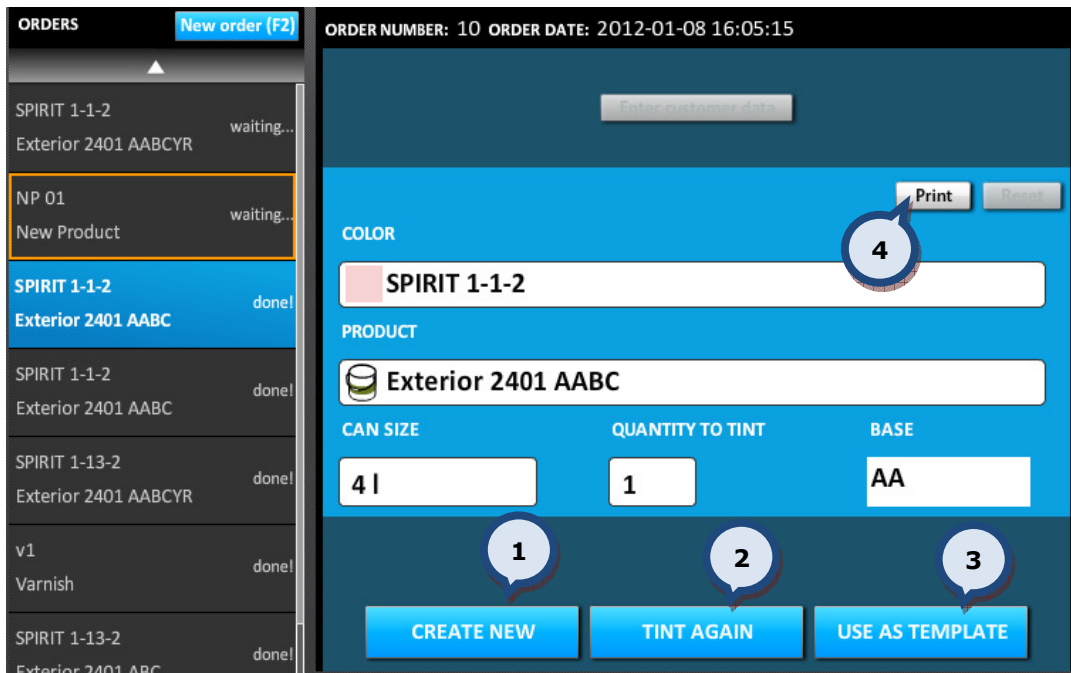 ORDERS
New order (F2)
SPIRIT 1-1-2
waiting...
Exterior 2401 AABCYR
NP 01
waiting...
New Product
SPIRIT 1-1-2
done!
Exterior 2401 AABC
SPIRIT 1-1-2
done!
Exterior 2401 AABC
SPIRIT 1-13-2
done!
Exterior 2401 AABCYR
v1
done!
Varnish
SPIRIT 1-13-2
done!
Exterior 2401 ABC
ORDER NUMBER: 10 ORDER DATE: 2012-01-08 16:05:15
Enter customer data
Print
Reset
4
COLOR
SPIRIT 1-1-2
PRODUCT
Exterior 2401 AABC
CAN SIZE
QUANTITY TO TINT
BASE
4 l
1
AA
1
2
3
CREATE NEW
TINT AGAIN
USE AS TEMPLATE